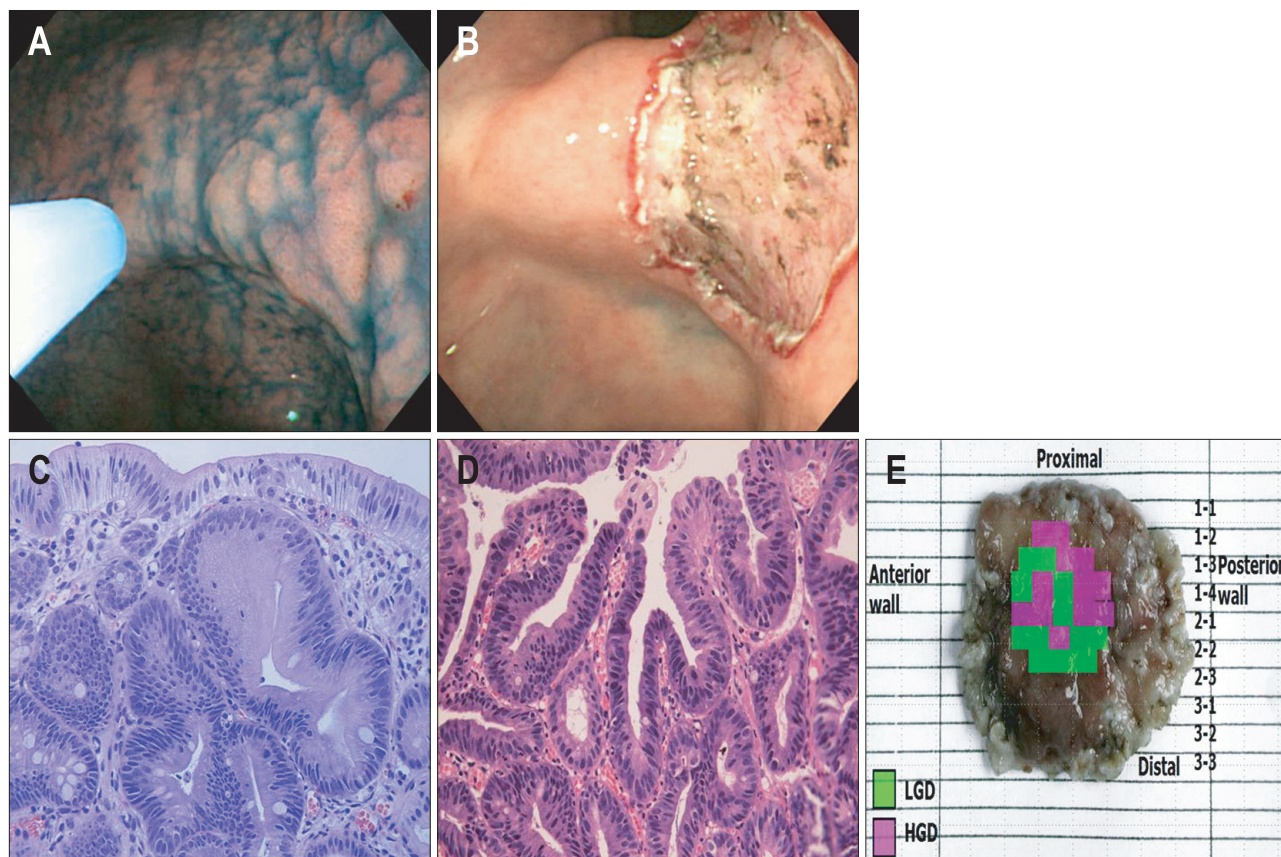 A
B
C
D
E
Proximal
1-1
1-2
1-3
Anterior
wall
Posterior
wall
1-4
2-1
2-2
2-3
3-1
3-2
Distal
3-3
LGD
HGD